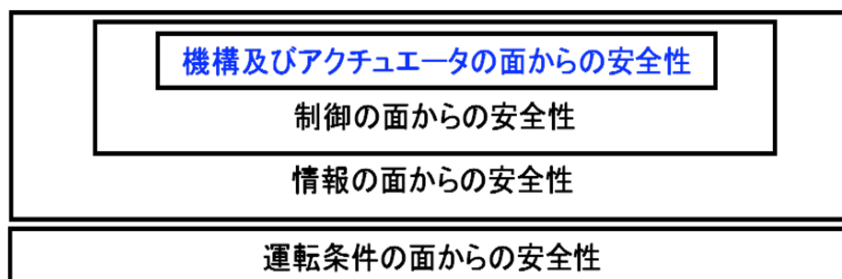 機構及びアクチュエータの面からの安全性
制御の面からの安全性
情報の面からの安全性
運転条件の面からの安全性